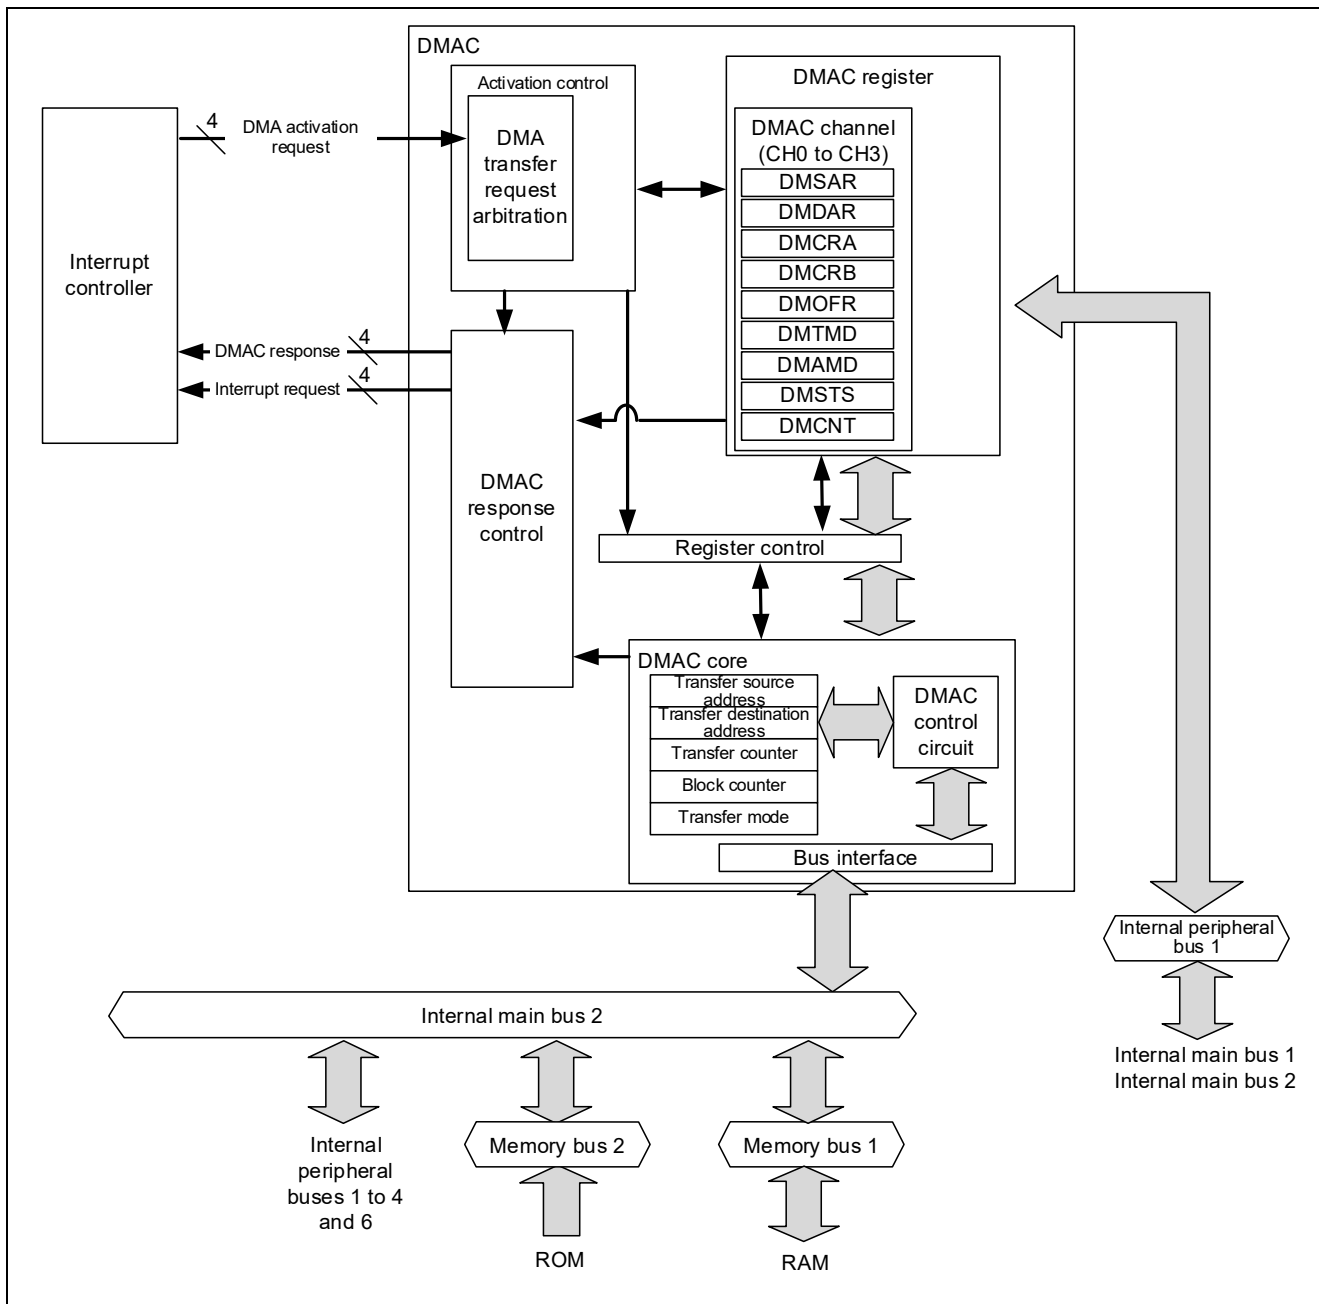 DMAC
Activation control
DMA
transfer
request
arbitration
4
DMA activation
request
Interrupt
controller
DMAC response
4
Interrupt request
4
DMAC
response
control
DMAC register
DMAC channel
(CH0 to CH3)
DMSAR
DMDAR
DMCRA
DMCRB
DMOFR
DMTMD
DMAMD
DMSTS
DMCNT
Register control
DMAC core
Transfer source
address
Transfer destination
address
Transfer counter
Block counter
Transfer mode
DMAC
control
circuit
Bus interface
Internal peripheral
bus 1
Internal main bus 1
Internal main bus 2
Internal main bus 2
Internal
peripheral
buses 1 to 4
and 6
Memory bus 2
Memory bus 1
ROM
RAM